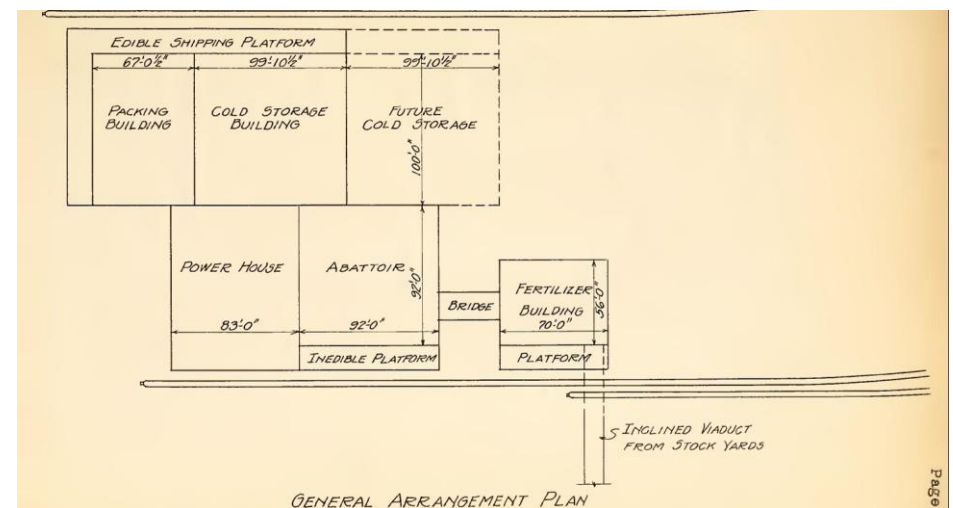 EDIBLE SHIPPING PLATFORM
67'-0½"
99'-10½"
99'-10½"
PACKING
BUILDING
COLD STORAGE
BUILDING
FUTURE
COLD STORAGE
100'-0"
POWER HOUSE
ABATTOIR
92'-0"
83'-0"
92'-0"
BRIDGE
FERTILIZER
BUILDING
56'-0"
70'-0"
INEDIBLE PLATFORM
PLATFORM
INCLINED VIADUCT
FROM STOCK YARDS
GENERAL ARRANGEMENT PLAN
Page